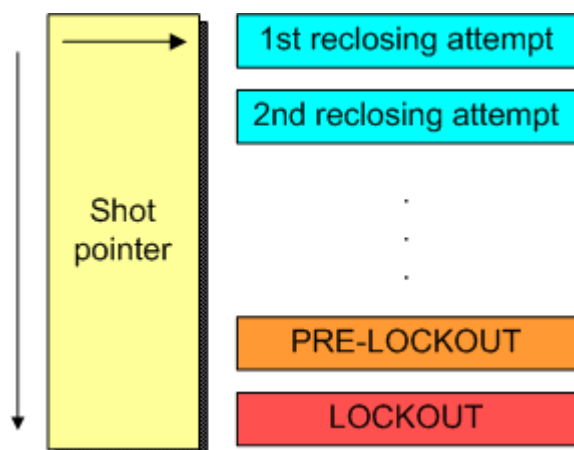 1st reclosing attempt
2nd reclosing attempt
Shot
pointer
.
.
.
PRE-LOCKOUT
LOCKOUT